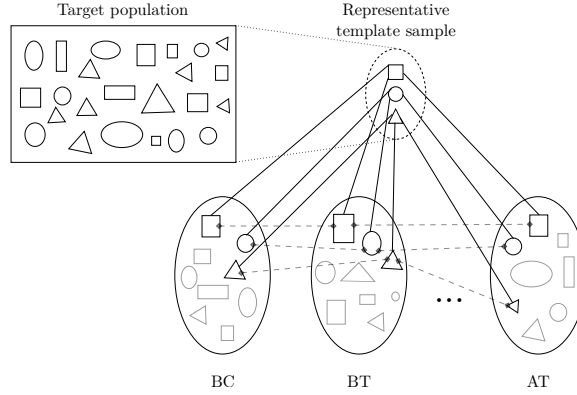 Target population
Representative
template sample
...
BC
BT
AT